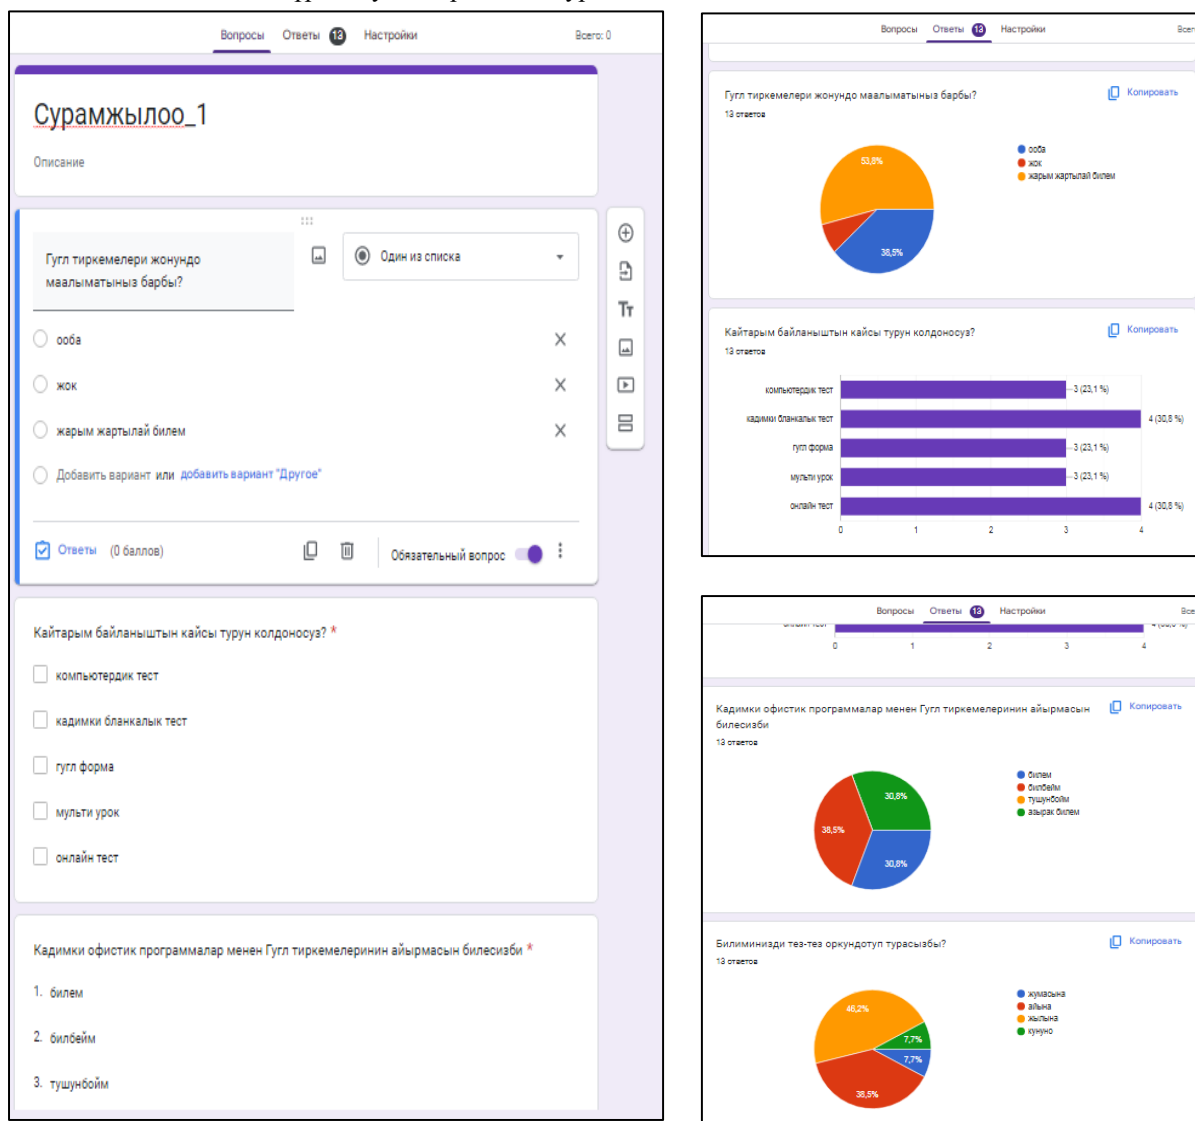 Вопросы Ответы 13 Настройки Всего: 0
Сурамжылоо_1
Описание
Гугл тиркемелери жонундо
маалыматыныз барбы?
Один из списка
ооба
жок
жарым жартылай билем
Добавить вариант или добавить вариант "Другое"
Ответы (0 баллов)
Обязательный вопрос
Кайтарым байланыштын кайсы турун колдоносуз? *
компьютердик тест
кадимки бланкалык тест
гугл форма
мульти урок
онлайн тест
Кадимки офистик программалар менен Гугл тиркемелеринин айырмасын билесизби *
1. билем
2. билбейм
3. тушунбойм
Вопросы Ответы 13 Настройки
Гугл тиркемелери жонундо маалыматыныз барбы?
Копировать
13 ответов
53,8%
38,5%
ооба
жок
жарым жартылай билем
Кайтарым байланыштын кайсы турун колдоносуз?
Копировать
13 ответов
компьютердик тест 3 (23,1 %)
кадимки бланкалык тест 4 (30,8 %)
гугл форма 3 (23,1 %)
мульти урок 3 (23,1 %)
онлайн тест 4 (30,8 %)
0 1 2 3 4
Вопросы Ответы 13 Настройки
0 1 2 3 4
Кадимки офистик программалар менен Гугл тиркемелеринин айырмасын
билесизби
Копировать
13 ответов
30,8%
38,5%
30,8%
билем
билбейм
тушунбойм
азырак билем
Билиминизди тез-тез оркундотуп турасызбы?
Копировать
13 ответов
46,2%
7,7%
7,7%
38,5%
жумасына
айына
жылына
кунуно